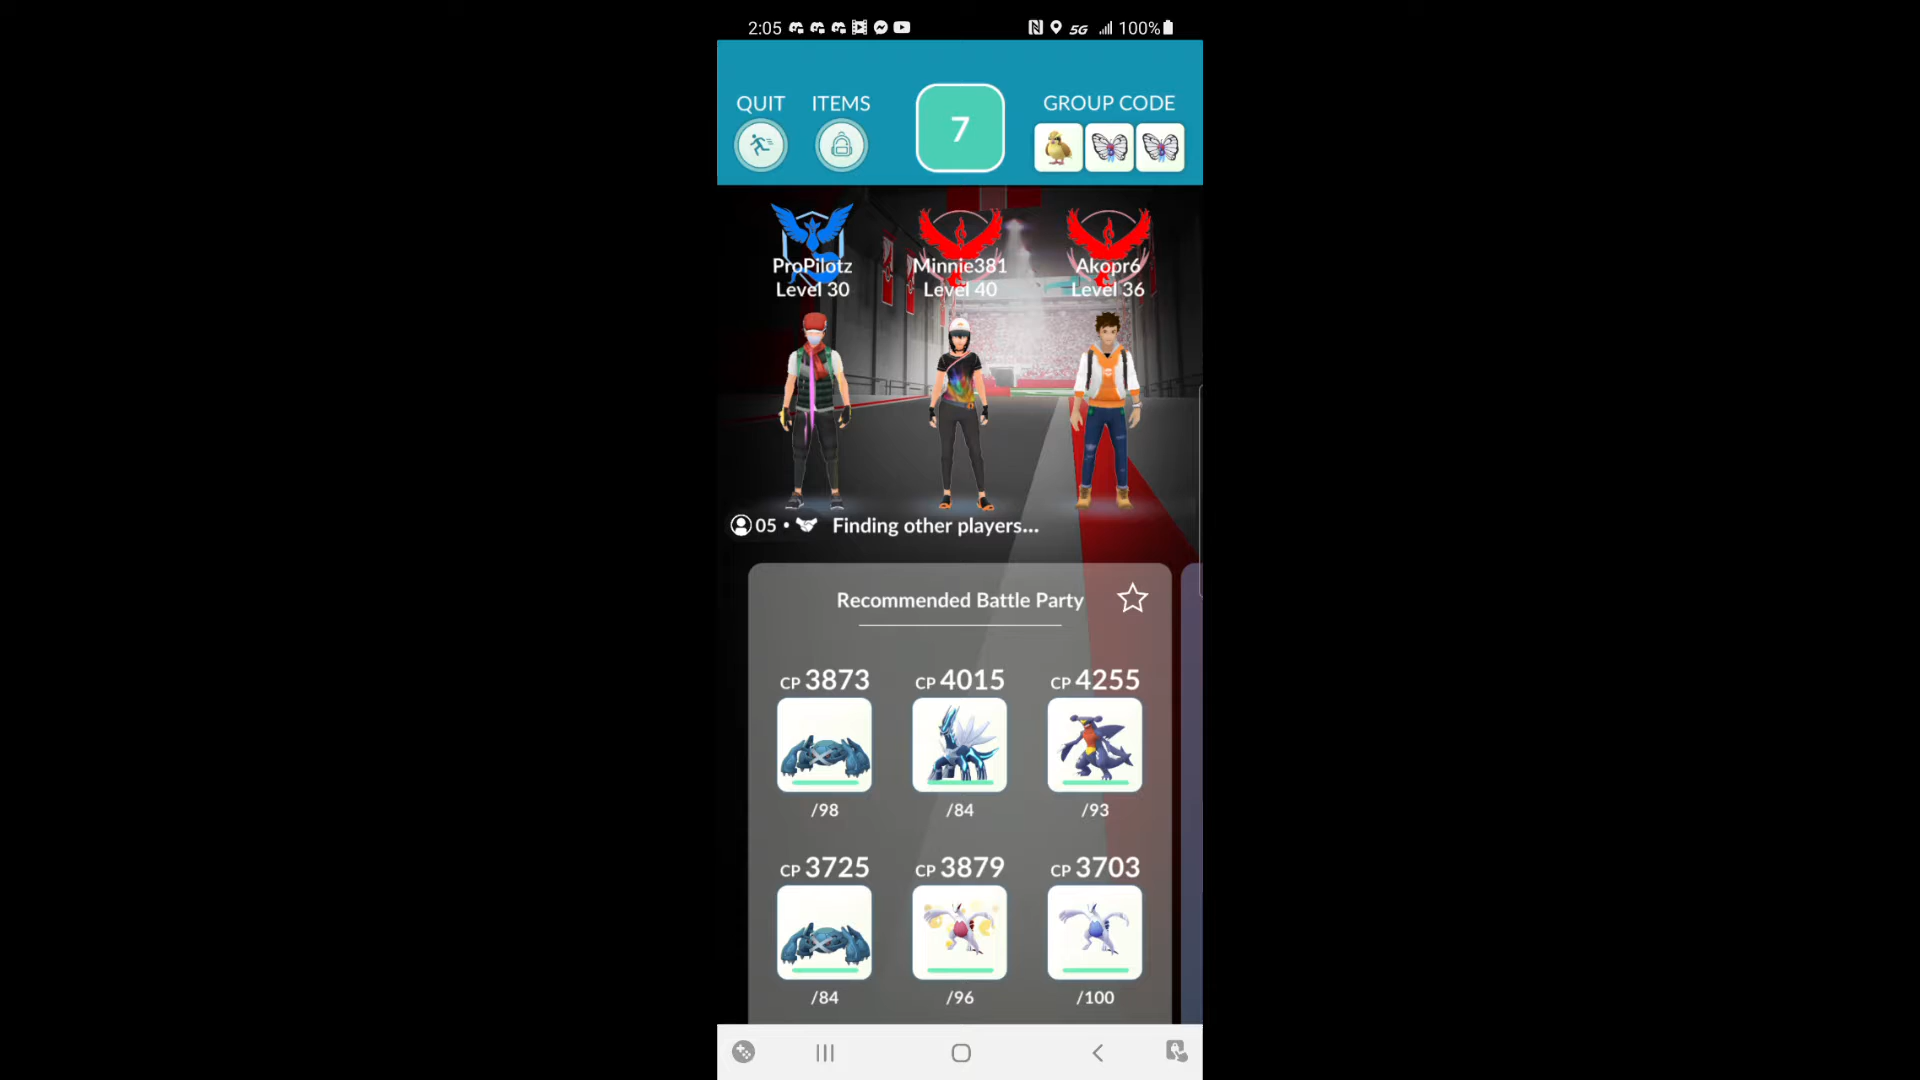 2:05
5G
100%
QUIT ITEMS
7
GROUP CODE
ProPilotz
Level 30
Minnie381
Level 40
Akopr6
Level 36
05 • Finding other players...
Recommended Battle Party
CP 3873
CP 4015
CP 4255
/98
/84
/93
CP 3725
CP 3879
CP 3703
/84
/96
/100